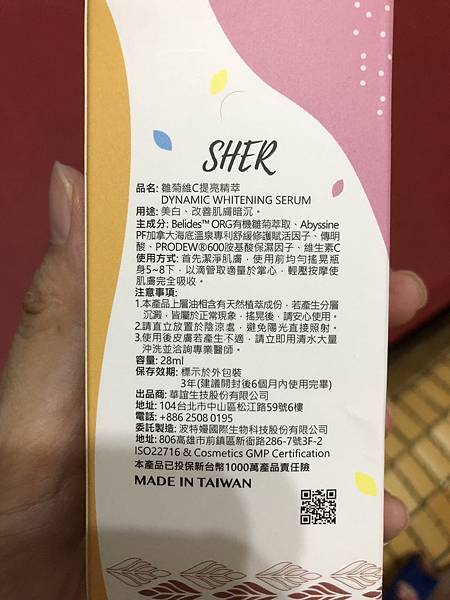 SHER
品名: 雛菊維C提亮精萃
DYNAMIC WHITENING SERUM
用途: 美白、改善肌膚暗沉。
主成分: Belides™ ORG有機雛菊萃取、Abyssine
PF加拿大海底溫泉專利舒緩修護賦活因子、傳明
酸、PRODEW®600胺基酸保濕因子、維生素C
使用方式: 首先潔淨肌膚，使用前均勻搖晃瓶
身5~8下，以滴管取適量於掌心，輕壓按摩使
肌膚完全吸收。
注意事項:
1.本產品上層油相含有天然植萃成份，若產生分層
沉澱，皆屬於正常現象，搖晃後，請安心使用。
2.請直立放置於陰涼處，避免陽光直接照射。
3.使用後皮膚若產生不適，請立即用清水大量
沖洗並洽詢專業醫師。
容量: 28ml
保存效期: 標示於外包裝
3年(建議開封後6個月內使用完畢)
出品商: 華誼生技股份有限公司
地址: 104台北市中山區松江路59號6樓
電話: +886 2508 0195
委託製造: 波特嫚國際生物科技股份有限公司
地址: 806高雄市前鎮區新衙路286-7號3F-2
ISO22716 & Cosmetics GMP Certification
本產品已投保新台幣1000萬產品責任險
MADE IN TAIWAN